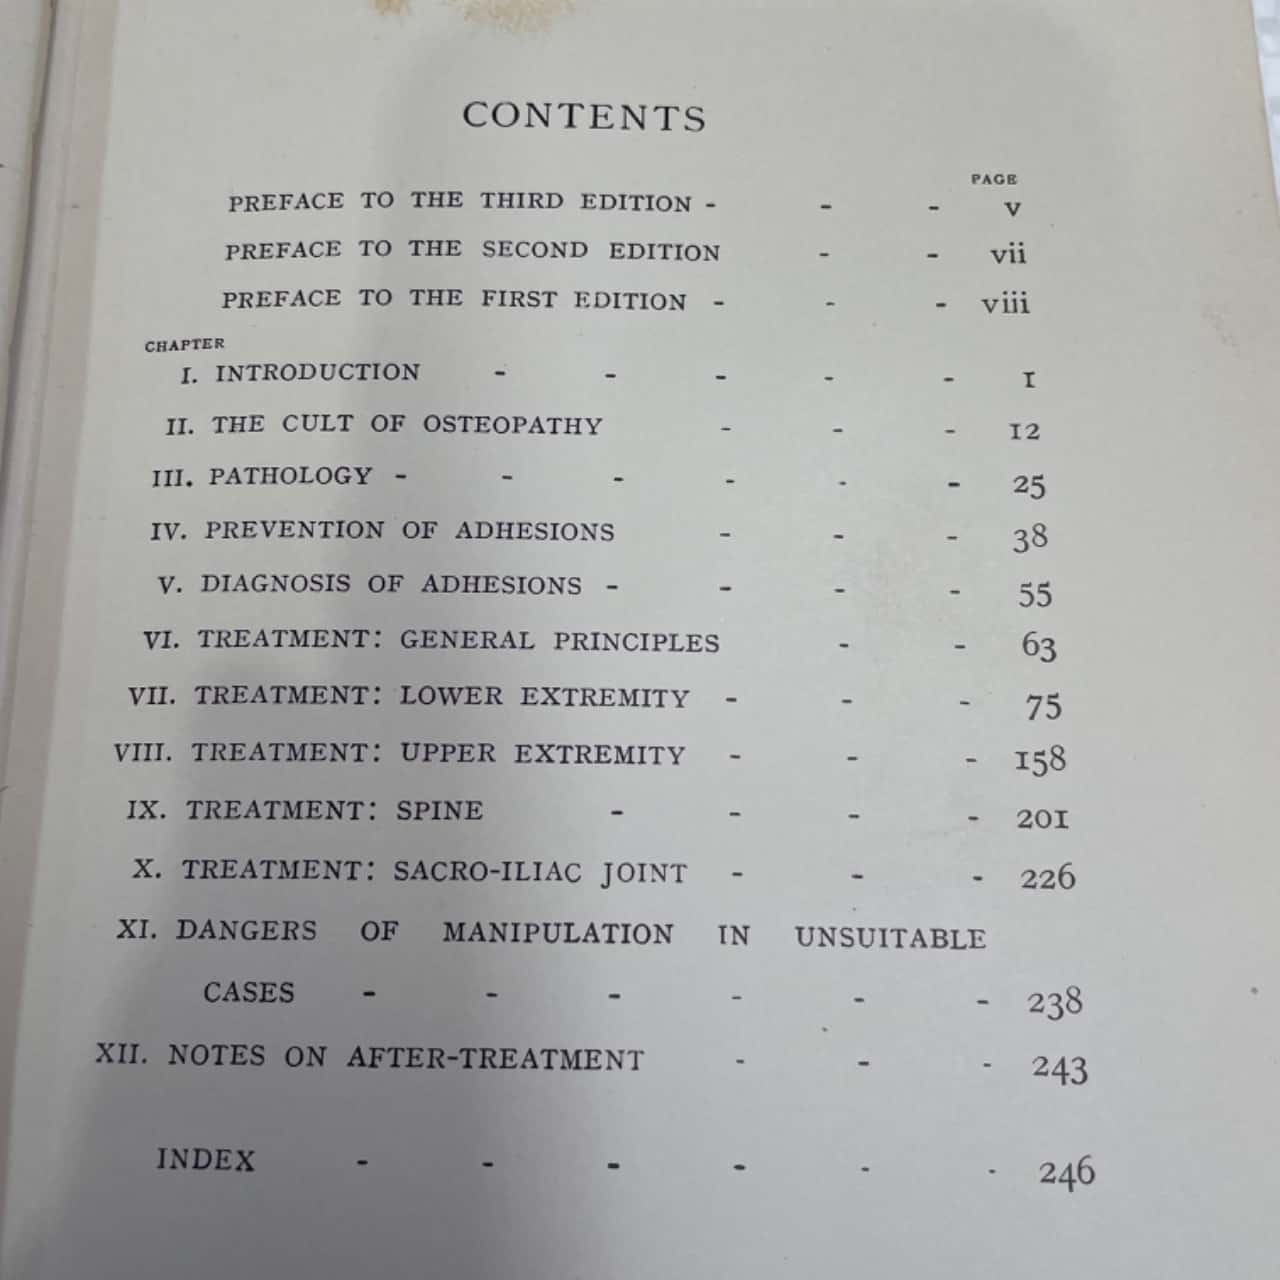 CONTENTS
PAGE
PREFACE TO THE THIRD EDITION - - - v
PREFACE TO THE SECOND EDITION - - vii
PREFACE TO THE FIRST EDITION - - - viii
CHAPTER
I. INTRODUCTION - - - - - 1
II. THE CULT OF OSTEOPATHY - - - 12
III. PATHOLOGY - - - - - - 25
IV. PREVENTION OF ADHESIONS - - - 38
V. DIAGNOSIS OF ADHESIONS - - - - 55
VI. TREATMENT: GENERAL PRINCIPLES - - 63
VII. TREATMENT: LOWER EXTREMITY - - - 75
VIII. TREATMENT: UPPER EXTREMITY - - - 158
IX. TREATMENT: SPINE - - - - 201
X. TREATMENT: SACRO-ILIAC JOINT - - - 226
XI. DANGERS OF MANIPULATION IN UNSUITABLE
CASES - - - - - - 238
XII. NOTES ON AFTER-TREATMENT - - - 243
INDEX - - - - - - 246